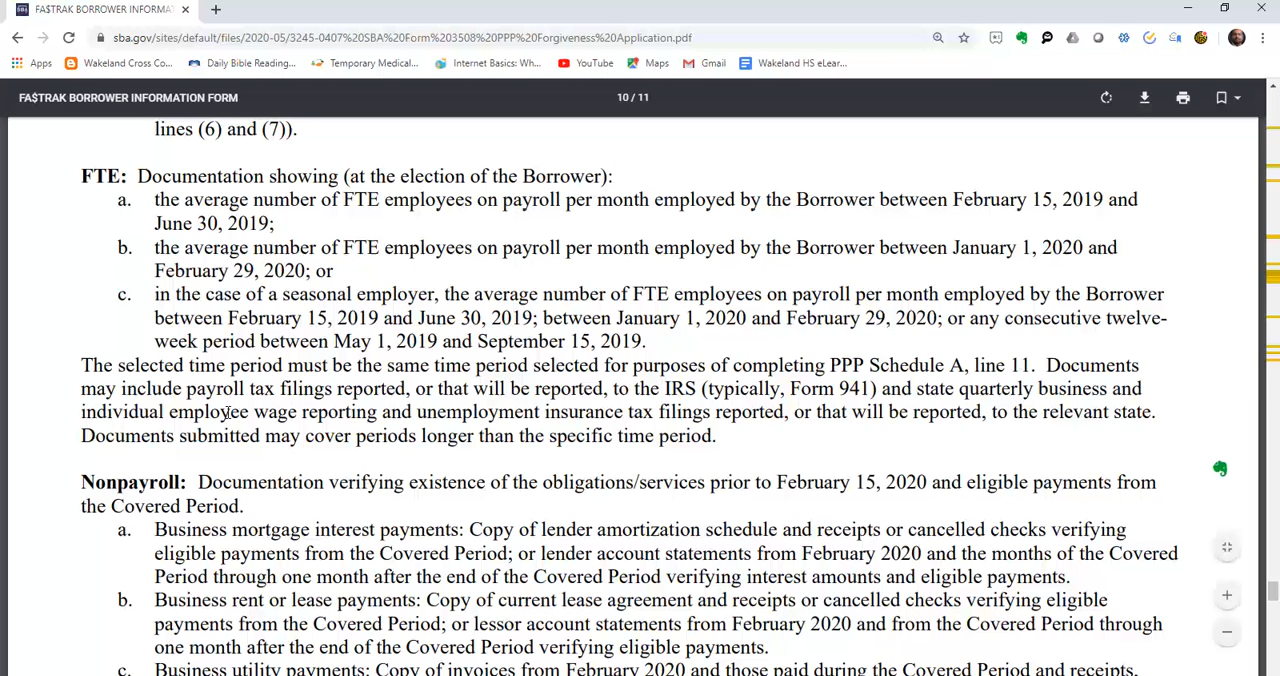 FA$TRAK BORROWER INFORMA
sba.gov/sites/default/files/2020-05/3245-0407%20SBA%20Form%203508%20PPP%20Forgiveness%20Application.pdf
Apps Wakeland Cross Co... Daily Bible Reading... Temporary Medical... Internet Basics: Wh... YouTube Maps Gmail Wakeland HS eLear...
FA$TRAK BORROWER INFORMATION FORM 10 / 11
lines (6) and (7)).
FTE: Documentation showing (at the election of the Borrower):
a. the average number of FTE employees on payroll per month employed by the Borrower between February 15, 2019 and
June 30, 2019;
b. the average number of FTE employees on payroll per month employed by the Borrower between January 1, 2020 and
February 29, 2020; or
c. in the case of a seasonal employer, the average number of FTE employees on payroll per month employed by the Borrower
between February 15, 2019 and June 30, 2019; between January 1, 2020 and February 29, 2020; or any consecutive twelve-
week period between May 1, 2019 and September 15, 2019.
The selected time period must be the same time period selected for purposes of completing PPP Schedule A, line 11. Documents
may include payroll tax filings reported, or that will be reported, to the IRS (typically, Form 941) and state quarterly business and
individual employee wage reporting and unemployment insurance tax filings reported, or that will be reported, to the relevant state.
Documents submitted may cover periods longer than the specific time period.
Nonpayroll: Documentation verifying existence of the obligations/services prior to February 15, 2020 and eligible payments from
the Covered Period.
a. Business mortgage interest payments: Copy of lender amortization schedule and receipts or cancelled checks verifying
eligible payments from the Covered Period; or lender account statements from February 2020 and the months of the Covered
Period through one month after the end of the Covered Period verifying interest amounts and eligible payments.
b. Business rent or lease payments: Copy of current lease agreement and receipts or cancelled checks verifying eligible
payments from the Covered Period; or lessor account statements from February 2020 and from the Covered Period through
one month after the end of the Covered Period verifying eligible payments.
c. Business utility payments: Copy of invoices from February 2020 and those paid during the Covered Period and receipts,